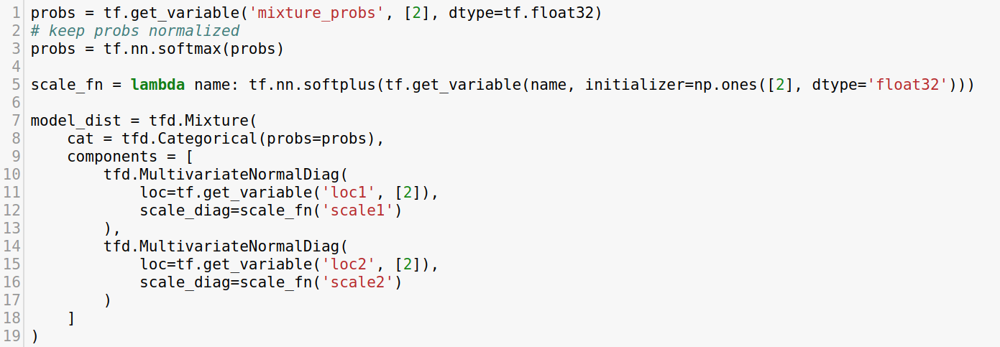 1 probs = tf.get_variable('mixture_probs', [2], dtype=tf.float32)
2 # keep probs normalized
3 probs = tf.nn.softmax(probs)
4
5 scale_fn = lambda name: tf.nn.softplus(tf.get_variable(name, initializer=np.ones([2], dtype='float32')))
6
7 model_dist = tfd.Mixture(
8     cat = tfd.Categorical(probs=probs),
9     components = [
10         tfd.MultivariateNormalDiag(
11             loc=tf.get_variable('loc1', [2]),
12             scale_diag=scale_fn('scale1')
13         ),
14         tfd.MultivariateNormalDiag(
15             loc=tf.get_variable('loc2', [2]),
16             scale_diag=scale_fn('scale2')
17         )
18     ]
19 )